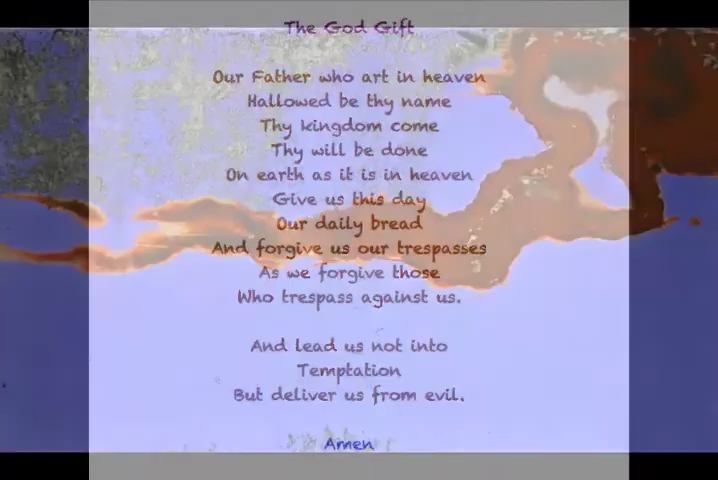 The God Gift
Our Father who art in heaven
Hallowed be thy name
Thy kingdom come
Thy will be done
On earth as it is in heaven
Give us this day
Our daily bread
And forgive us our trespasses
As we forgive those
Who trespass against us.
And lead us not into
Temptation
But deliver us from evil.
Amen